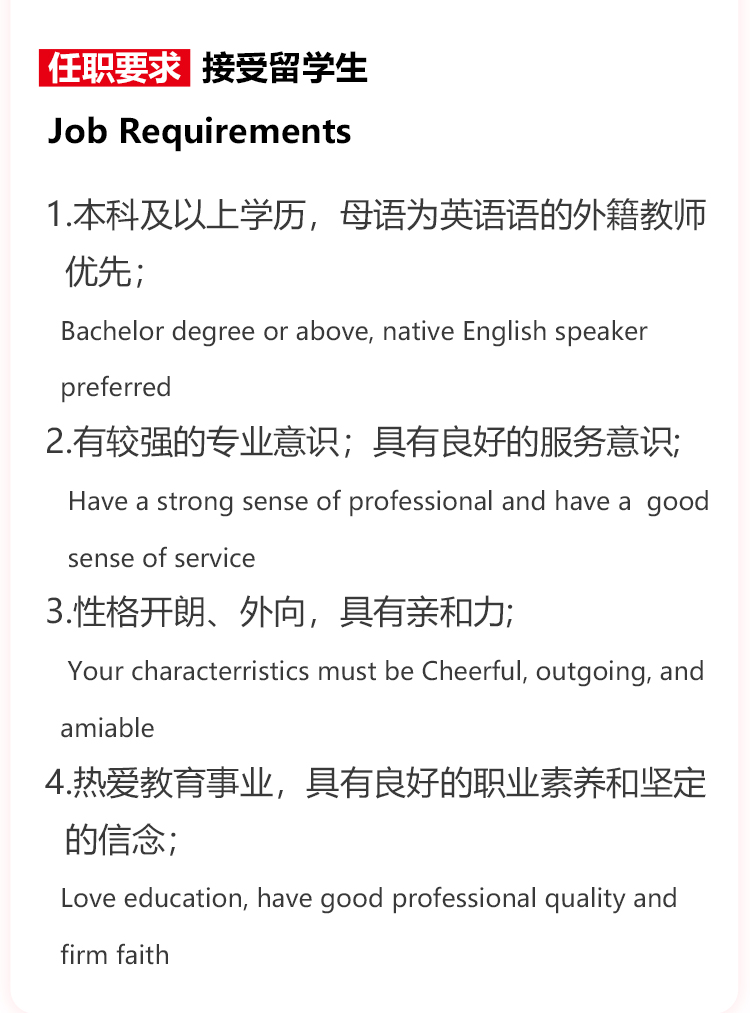 任职要求 接受留学生
Job Requirements
1.本科及以上学历，母语为英语语的外籍教师
优先；
Bachelor degree or above, native English speaker
preferred
2.有较强的专业意识；具有良好的服务意识;
Have a strong sense of professional and have a  good
sense of service
3.性格开朗、外向，具有亲和力;
Your characterristics must be Cheerful, outgoing, and
amiable
4.热爱教育事业，具有良好的职业素养和坚定
的信念；
Love education, have good professional quality and
firm faith